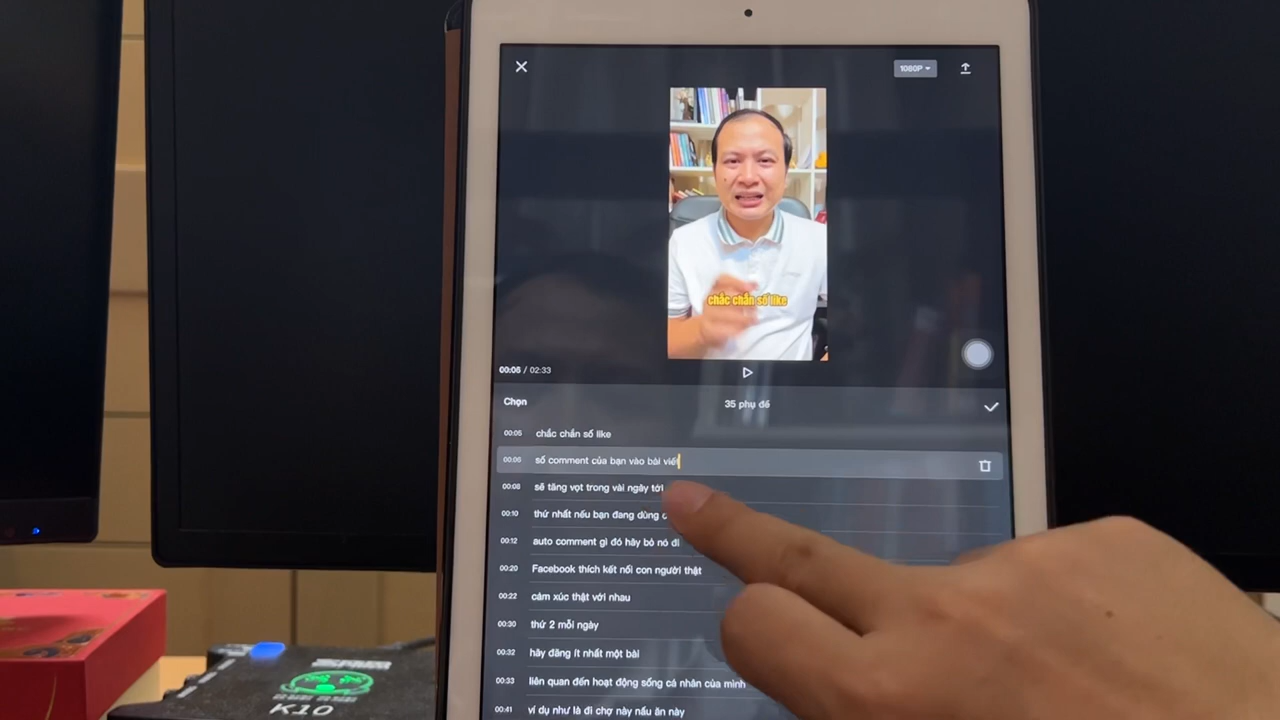 1080P
chắc chắn số like
00:05 / 02:33
Chọn
35 phụ đề
00:05 chắc chắn số like
00:06 số comment của bạn vào bài viết
00:08 sẽ tăng vọt trong vài ngày tới
00:10 thứ nhất nếu bạn đang dùng
00:12 auto comment gì đó hãy bỏ nó đi
00:20 Facebook thích kết nối con người thật
00:22 cảm xúc thật với nhau
00:30 thứ 2 mỗi ngày
00:32 hãy đăng ít nhất một bài
00:33 liên quan đến hoạt động sống cá nhân của mình
00:41 ví dụ như là đi chợ này nấu ăn này
K10